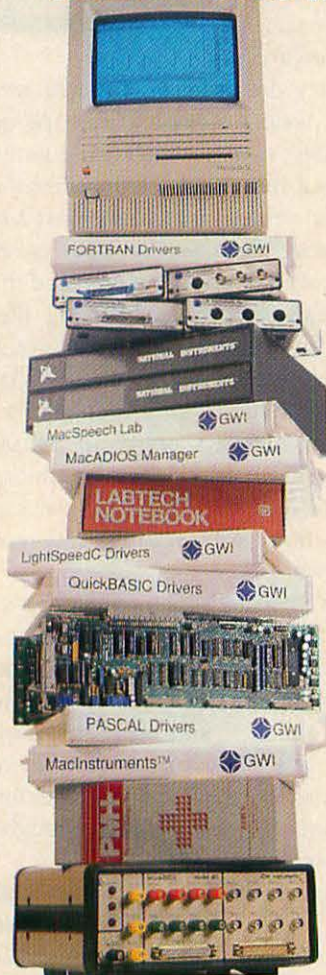 FORTRAN Drivers GWI
NATIONAL INSTRUMENTS
NATIONAL INSTRUMENTS
MacSpeech Lab GWI
MacADIOS Manager GWI
LABTECH
NOTEBOOK
LightSpeedC Drivers GWI
QuickBASIC Drivers GWI
PASCAL Drivers GWI
MacInstruments™ GWI
PM+